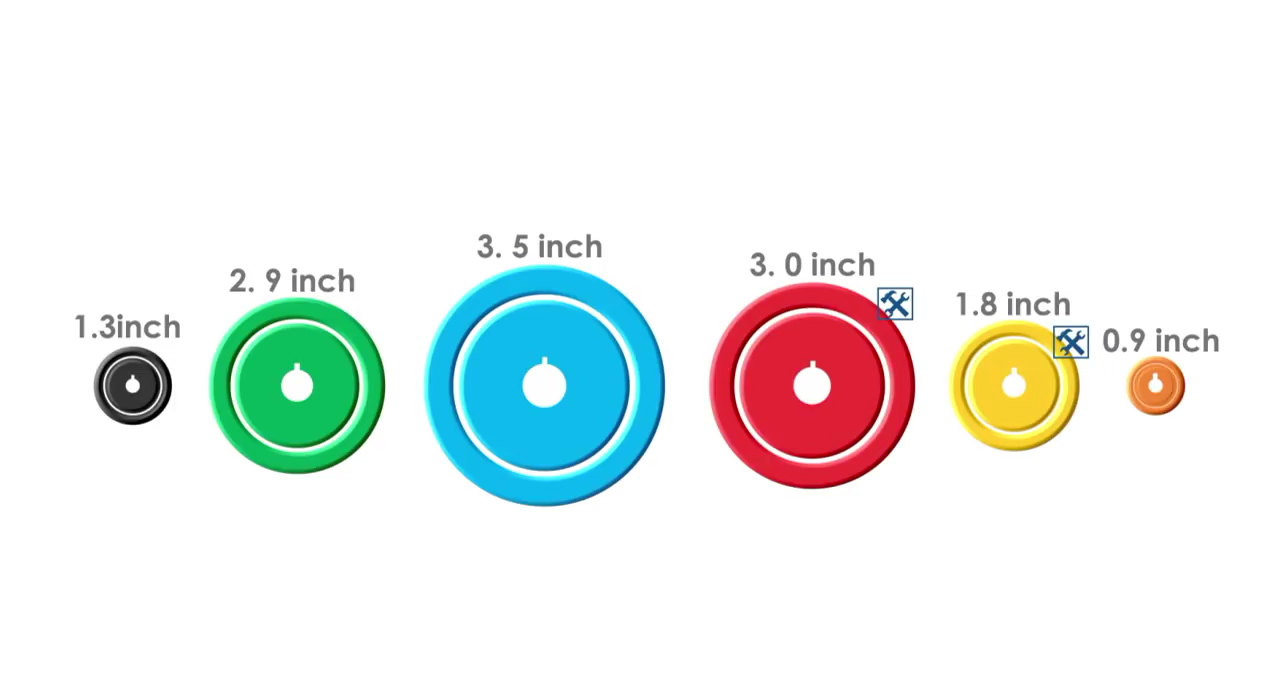 1.3inch
2. 9 inch
3. 5 inch
3. 0 inch
1.8 inch
0.9 inch